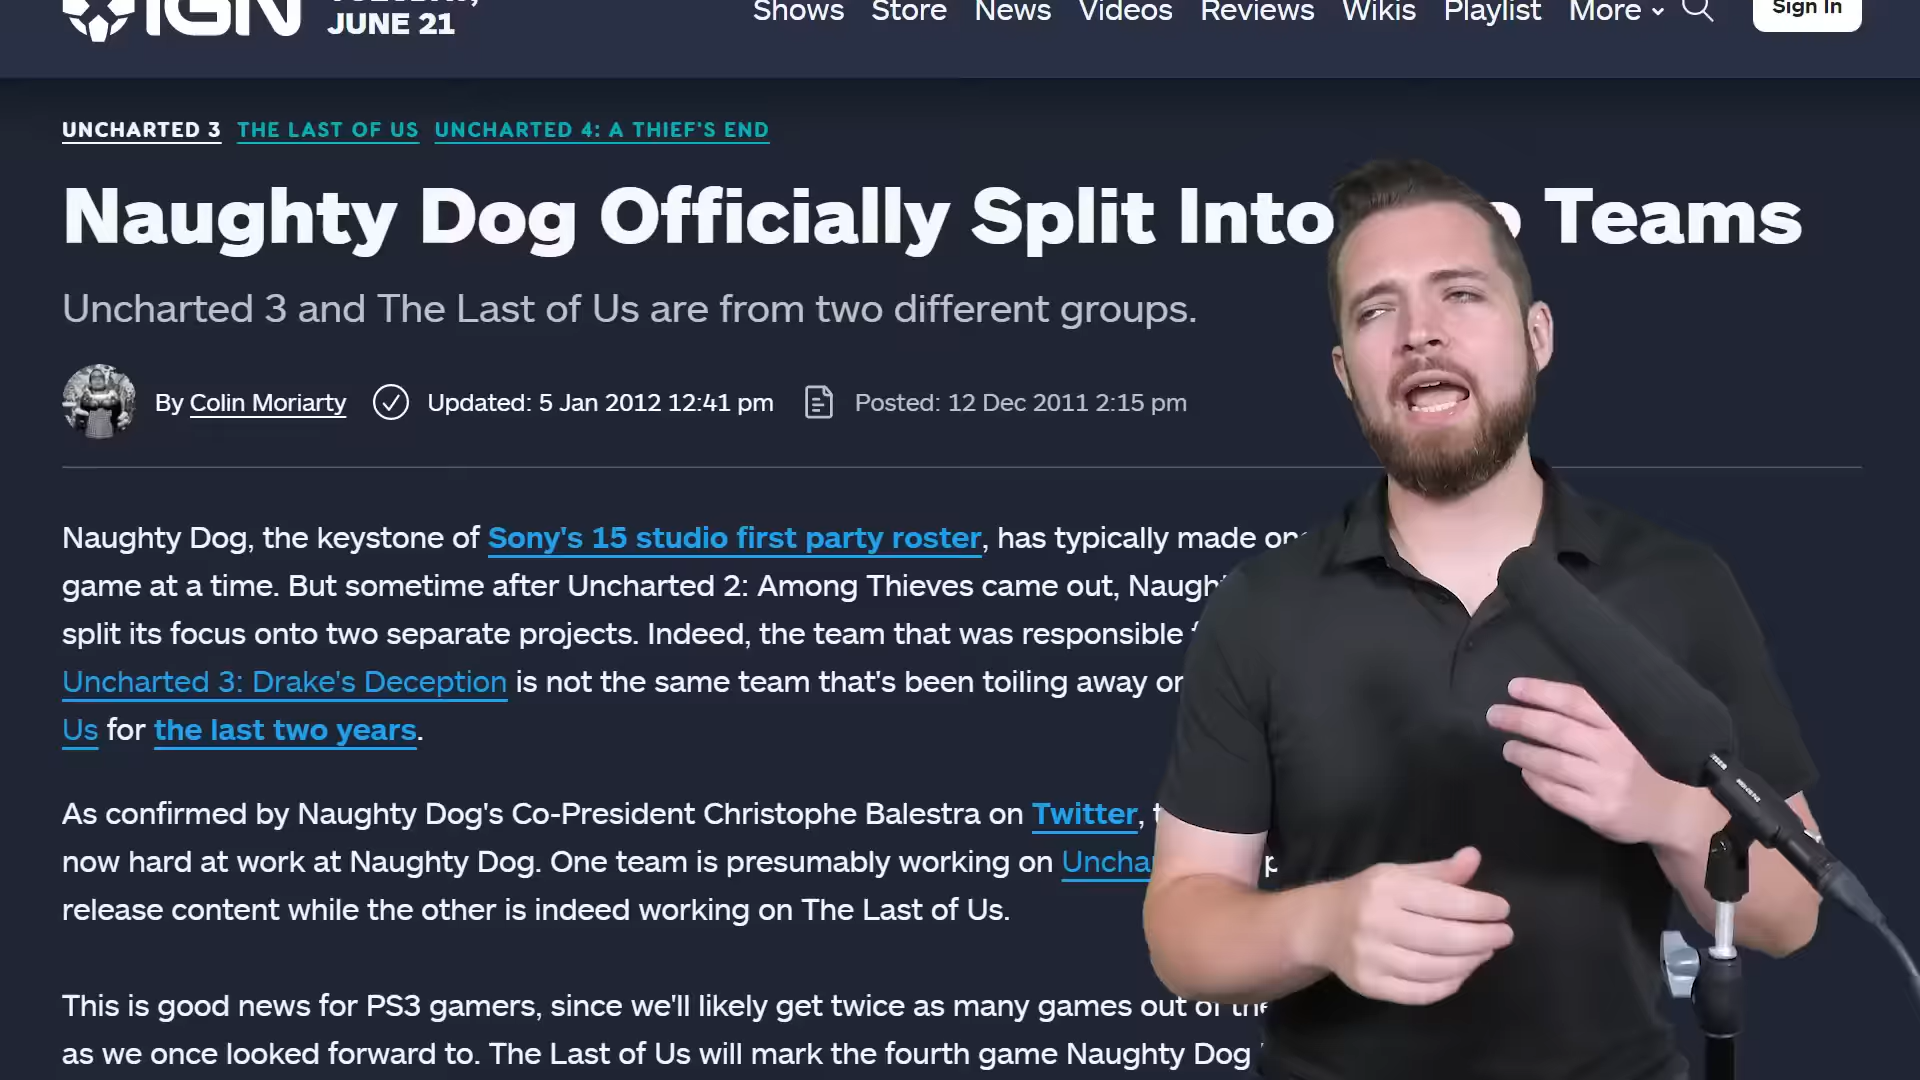 IGN
JUNE 21
Shows Store News Videos Reviews Wikis Playlist More Sign In
UNCHARTED 3 THE LAST OF US UNCHARTED 4: A THIEF'S END
Naughty Dog Officially Split Into Teams
Uncharted 3 and The Last of Us are from two different groups.
By Colin Moriarty Updated: 5 Jan 2012 12:41 pm Posted: 12 Dec 2011 2:15 pm
Naughty Dog, the keystone of Sony's 15 studio first party roster, has typically made
game at a time. But sometime after Uncharted 2: Among Thieves came out,
split its focus onto two separate projects. Indeed, the team that was responsible
Uncharted 3: Drake's Deception is not the same team that's been toiling away
Us for the last two years.
As confirmed by Naughty Dog's Co-President Christophe Balestra on Twitter,
now hard at work at Naughty Dog. One team is presumably working on
release content while the other is indeed working on The Last of Us.
This is good news for PS3 gamers, since we'll likely get twice as many games out of
as we once looked forward to. The Last of Us will mark the fourth game Naughty Dog